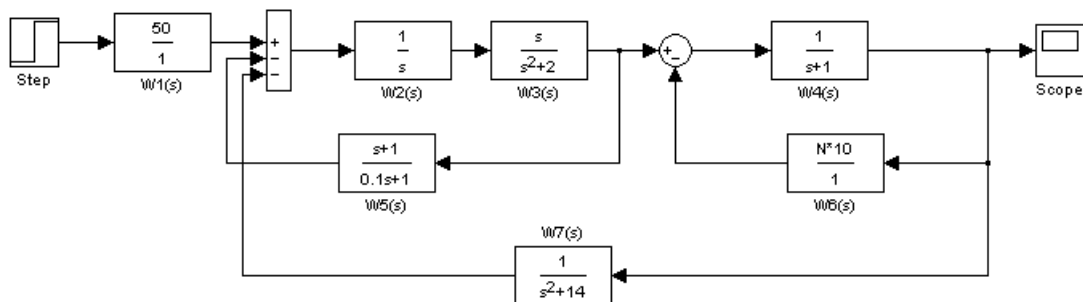 Step
50
1
W1(s)
+
−
−
1
s
W2(s)
s
s²+2
W3(s)
+
−
1
s+1
W4(s)
Scope
s+1
0.1s+1
W5(s)
N*10
1
W6(s)
W7(s)
1
s²+14